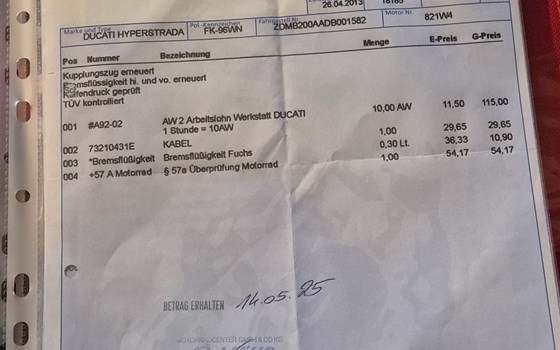 26.04.2013
Marke und Type DUCATI HYPERSTRADA Pol.-Kennzeichen FK-96WN Fahrgestell Nr. ZDMB200AADB001582 Motor Nr. 821W4
Pos Nummer Bezeichnung Menge E-Preis G-Preis
Kupplungszug erneuert
Bremsflüssigkeit hi. und vo. erneuert
Reifendruck geprüft
TÜV kontrolliert
001 #A92-02 AW 2 Arbeitslohn Werkstatt DUCATI 10,00 AW 11,50 115,00
1 Stunde = 10AW
002 73210431E KABEL 1,00 29,65 29,65
003 *Bremsflüßigkeit Bremsflüßigkeit Fuchs 0,30 Lt. 36,33 10,90
004 +57 A Motorrad § 57a Überprüfung Motorrad 1,00 54,17 54,17
BETRAG ERHALTEN 14.05.25
MOTORRADCENTER GMBH & CO KG